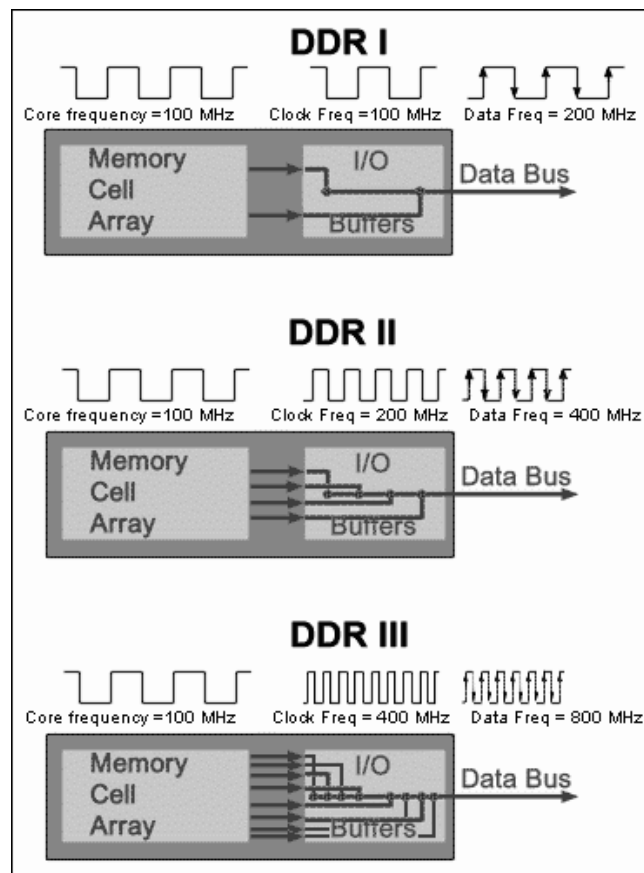 DDR I
Core frequency =100 MHz Clock Freq =100 MHz Data Freq = 200 MHz
Memory I/O
Cell Data Bus
Array Buffers
DDR II
Core frequency =100 MHz Clock Freq = 200 MHz Data Freq = 400 MHz
Memory I/O
Cell Data Bus
Array Buffers
DDR III
Core frequency =100 MHz Clock Freq = 400 MHz Data Freq = 800 MHz
Memory I/O
Cell Data Bus
Array Buffers